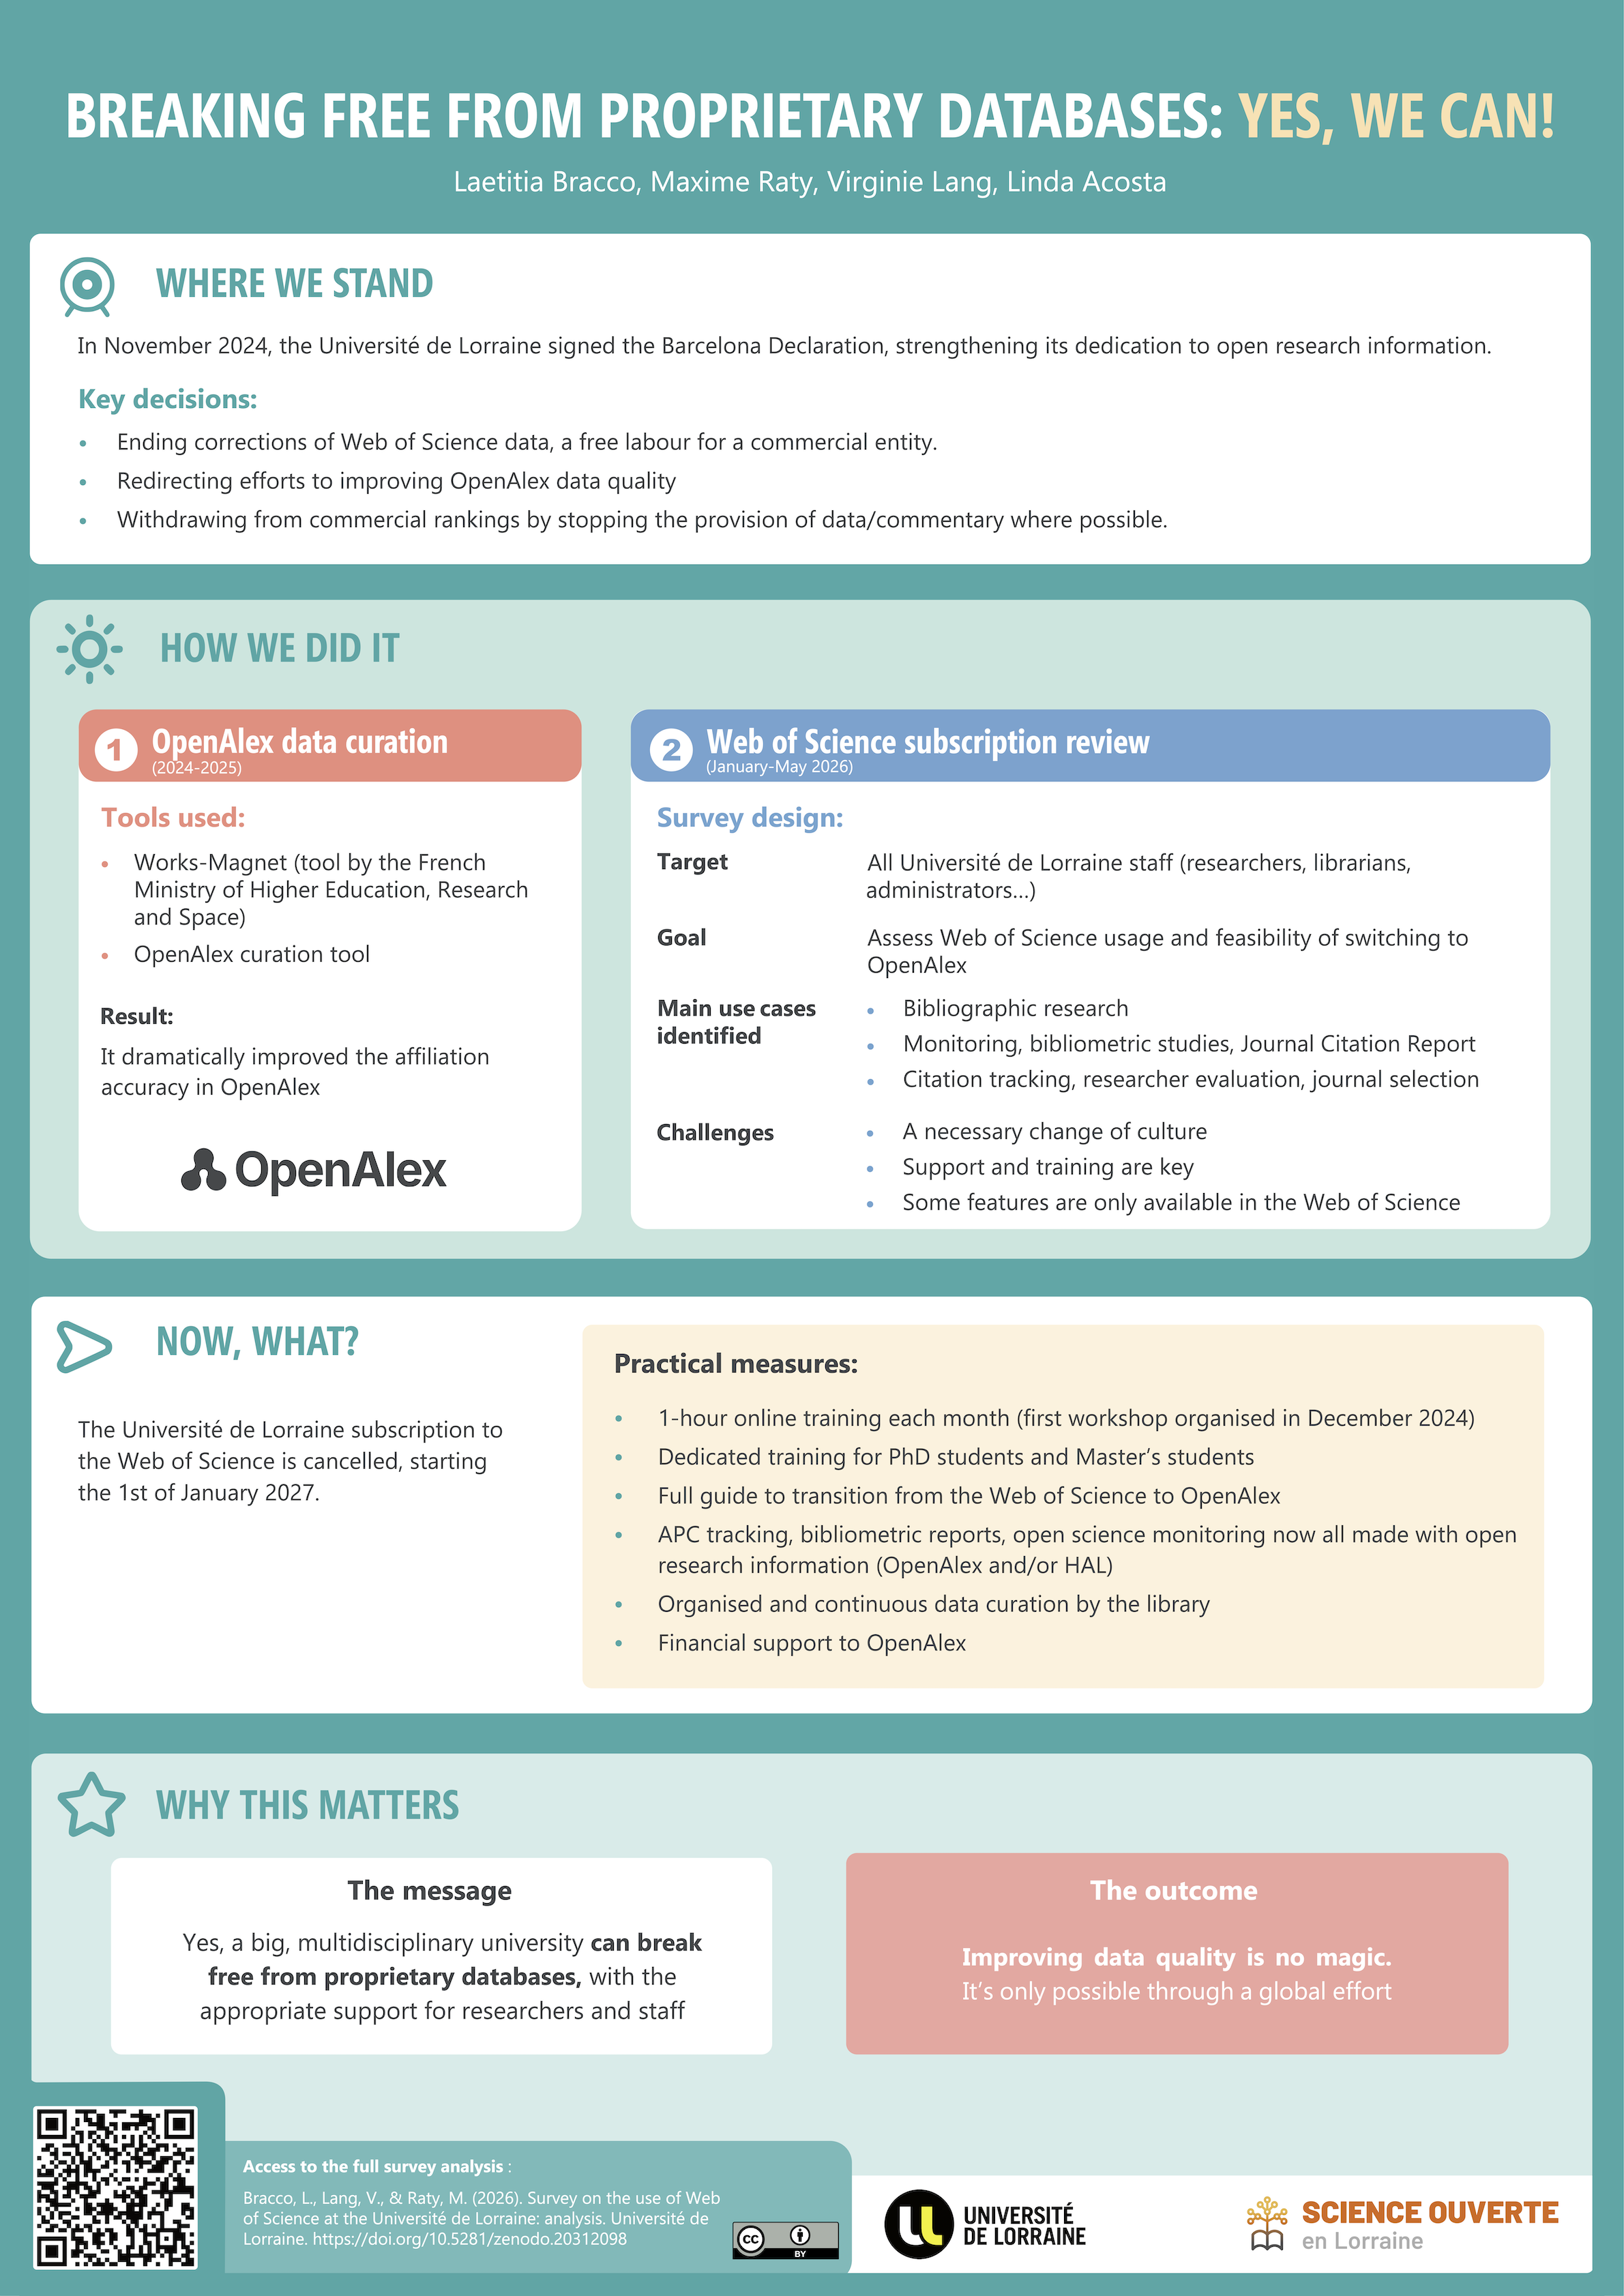 BREAKING FREE FROM PROPRIETARY DATABASES: YES, WE CAN!
Laetitia Bracco, Maxime Raty, Virginie Lang, Linda Acosta
WHERE WE STAND
In November 2024, the Université de Lorraine signed the Barcelona Declaration, strengthening its dedication to open research information.
Key decisions:
• Ending corrections of Web of Science data, a free labour for a commercial entity.
• Redirecting efforts to improving OpenAlex data quality
• Withdrawing from commercial rankings by stopping the provision of data/commentary where possible.
HOW WE DID IT
1 OpenAlex data curation
(2024-2025)
Tools used:
• Works-Magnet (tool by the French
Ministry of Higher Education, Research
and Space)
• OpenAlex curation tool
Result:
It dramatically improved the affiliation
accuracy in OpenAlex
OpenAlex
2 Web of Science subscription review
(January-May 2026)
Survey design:
Target
All Université de Lorraine staff (researchers, librarians,
administrators...)
Goal
Assess Web of Science usage and feasibility of switching to
OpenAlex
Main use cases
identified
• Bibliographic research
• Monitoring, bibliometric studies, Journal Citation Report
• Citation tracking, researcher evaluation, journal selection
Challenges
• A necessary change of culture
• Support and training are key
• Some features are only available in the Web of Science
NOW, WHAT?
The Université de Lorraine subscription to
the Web of Science is cancelled, starting
the 1st of January 2027.
Practical measures:
• 1-hour online training each month (first workshop organised in December 2024)
• Dedicated training for PhD students and Master's students
• Full guide to transition from the Web of Science to OpenAlex
• APC tracking, bibliometric reports, open science monitoring now all made with open
research information (OpenAlex and/or HAL)
• Organised and continuous data curation by the library
• Financial support to OpenAlex
WHY THIS MATTERS
The message
Yes, a big, multidisciplinary university can break
free from proprietary databases, with the
appropriate support for researchers and staff
The outcome
Improving data quality is no magic.
It's only possible through a global effort
Access to the full survey analysis :
Bracco, L., Lang, V., & Raty, M. (2026). Survey on the use of Web
of Science at the Université de Lorraine: analysis. Université de
Lorraine. https://doi.org/10.5281/zenodo.20312098
cc
BY
UNIVERSITÉ
DE LORRAINE
SCIENCE OUVERTE
en Lorraine